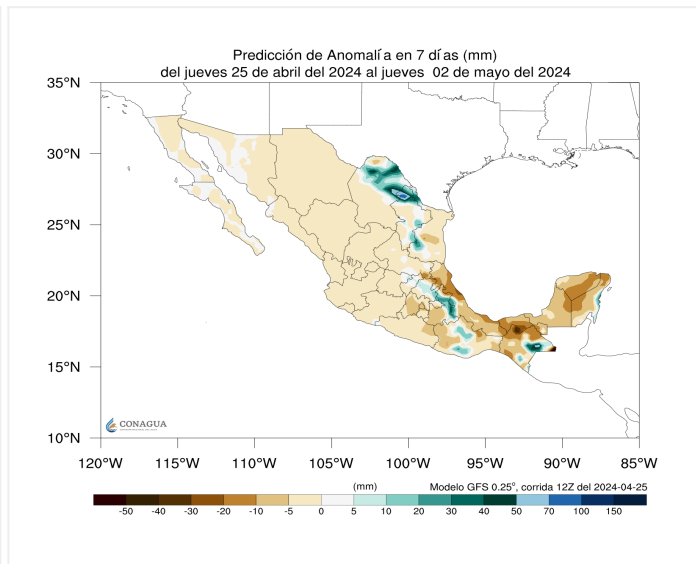 Predicción de Anomalí a en 7 dí as (mm)
del jueves 25 de abril del 2024 al jueves 02 de mayo del 2024
35°N
30°N
25°N
20°N
15°N
10°N
CONAGUA
120°W 115°W 110°W 105°W 100°W 95°W 90°W 85°W
(mm) Modelo GFS 0.25°, corrida 12Z del 2024-04-25
-50 -40 -30 -20 -10 -5 0 5 10 20 30 40 50 70 100 150